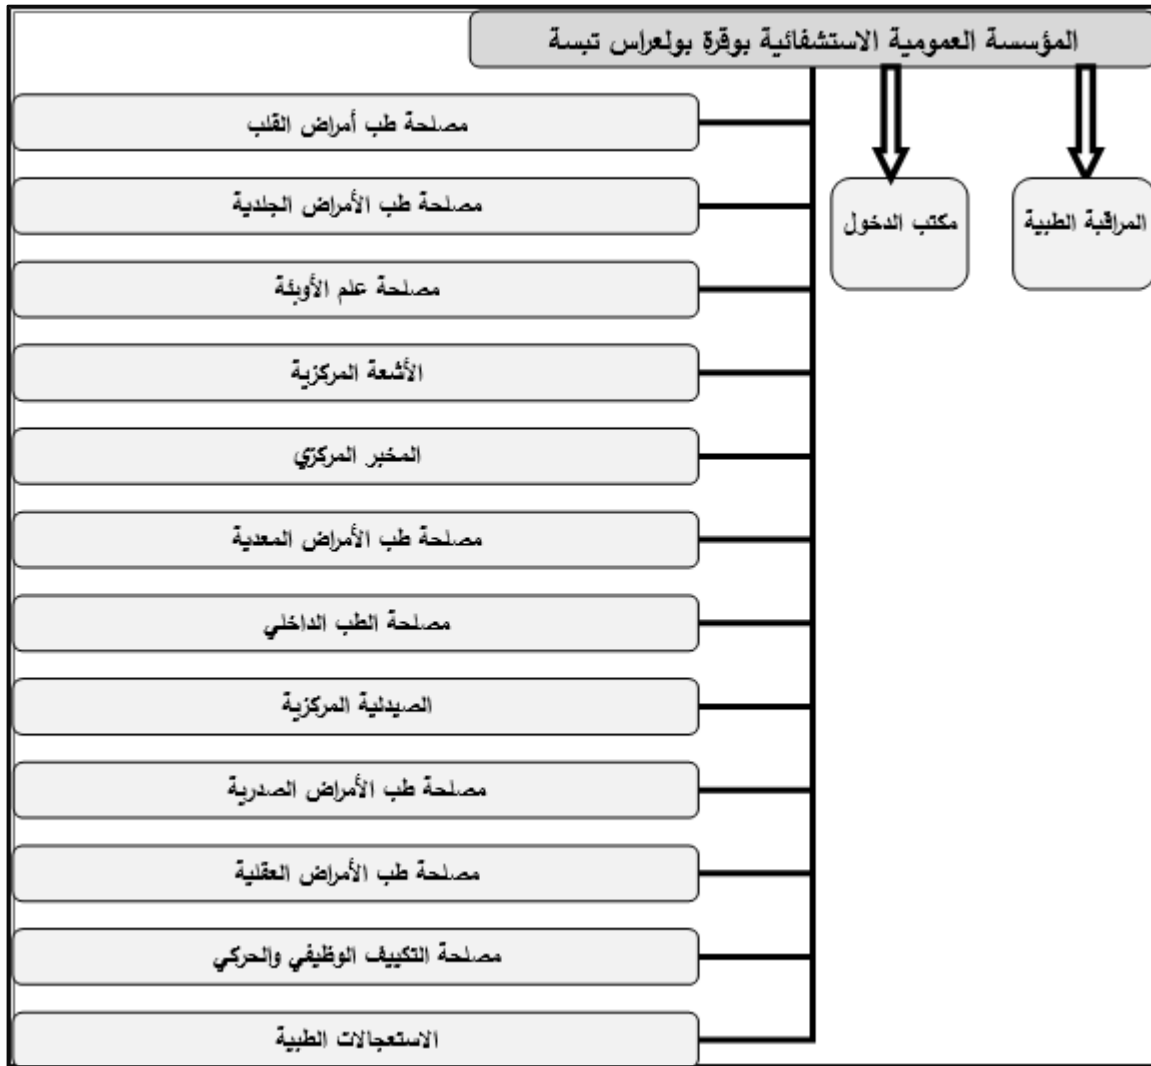 المؤسسة العمومية الاستشفائية بوقرة بولعراس تبسة
المراقبة الطبية
مكتب الدخول
مصلحة طب أمراض القلب
مصلحة طب الأمراض الجلدية
مصلحة علم الأوبئة
الأشعة المركزية
المخبر المركزي
مصلحة طب الأمراض المعدية
مصلحة الطب الداخلي
الصيدلية المركزية
مصلحة طب الأمراض الصدرية
مصلحة طب الأمراض العقلية
مصلحة التكييف الوظيفي والحركي
الاستعجالات الطبية